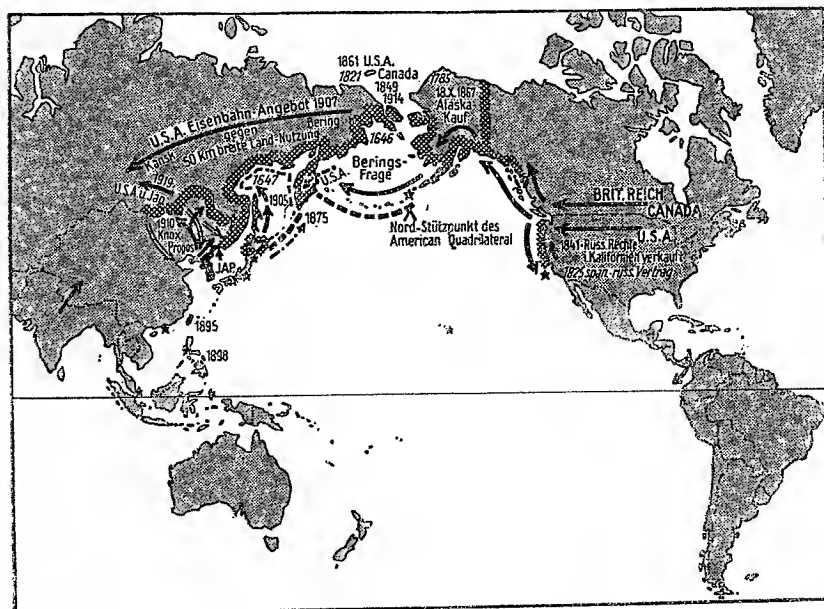 1861 U.S.A.
1821 Canada
1849
1914
1785
18.X.1867
Alaska-
Kauf
U.S.A. Eisenbahn-Angebot 1907
gegen
Kansk- 50 Km breite Land-Nutzung Bering
1646
Berings-
Frage
U.S.A.
1647
1905
1875
1919
U.S.A u. Jap.
1910
Knox
Propos.
JAP.
Nord-Stützpunkt des
American Quadrilateral
BRIT. REICH
CANADA
U.S.A.
1841 Russ. Rechte
i. Kalifornien verkauft
1825 span.-russ. Vertrag
1895
1898